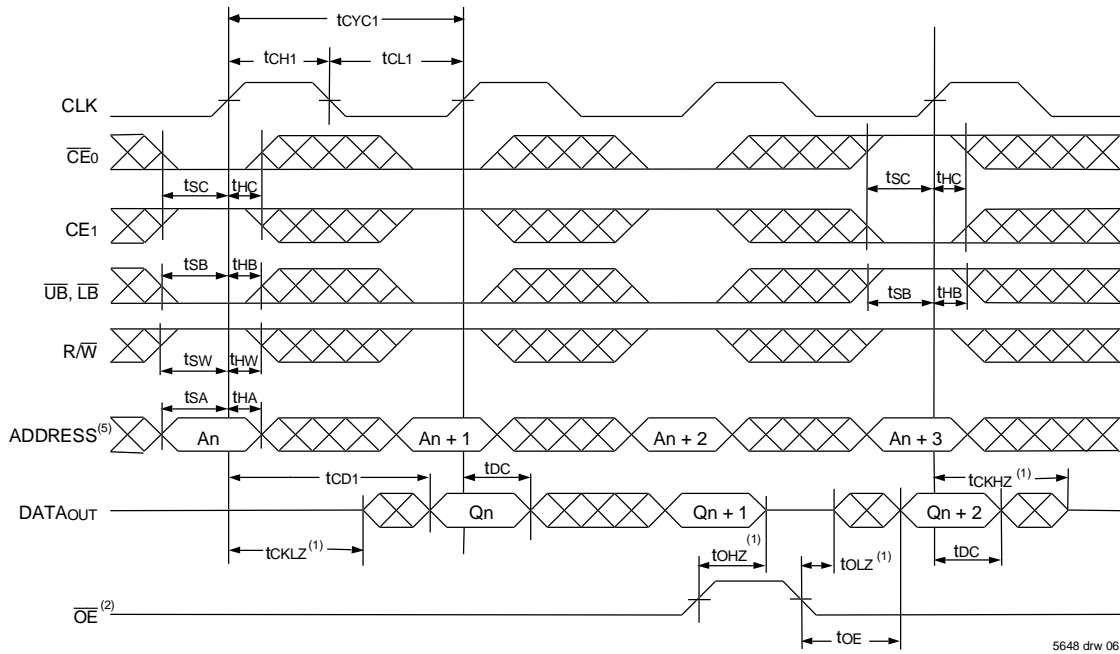 tCYC1
tCH1 tCL1
CLK
CE0
tSC tHC tSC tHC
CE1
tSB tHB
UB, LB
tSB tHB
R/W
tSW tHW
tSA tHA
ADDRESS(5) An An + 1 An + 2 An + 3
tCD1 tDC tCKHZ (1)
DATAOUT Qn Qn + 1 Qn + 2
tCKLZ (1) tOHZ (1) tOLZ (1) tDC
OE (2)
tOE
5648 drw 06